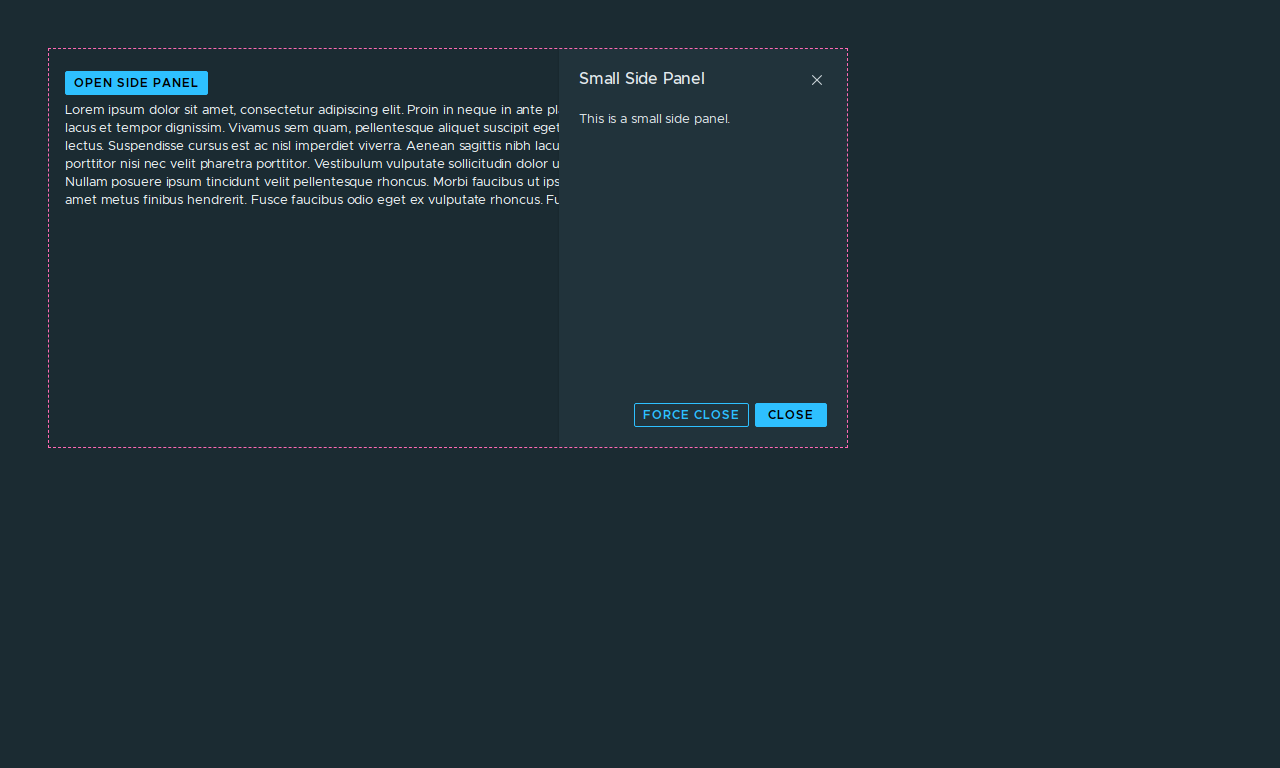 OPEN SIDE PANEL
Lorem ipsum dolor sit amet, consectetur adipiscing elit. Proin in neque in ante
lacus et tempor dignissim. Vivamus sem quam, pellentesque aliquet suscipit eget
lectus. Suspendisse cursus est ac nisl imperdiet viverra. Aenean sagittis nibh
porttitor nisi nec velit pharetra porttitor. Vestibulum vulputate sollicitudin dolor
Nullam posuere ipsum tincidunt velit pellentesque rhoncus. Morbi faucibus ut
amet metus finibus hendrerit. Fusce faucibus odio eget ex vulputate rhoncus.
Small Side Panel
This is a small side panel.
FORCE CLOSE
CLOSE